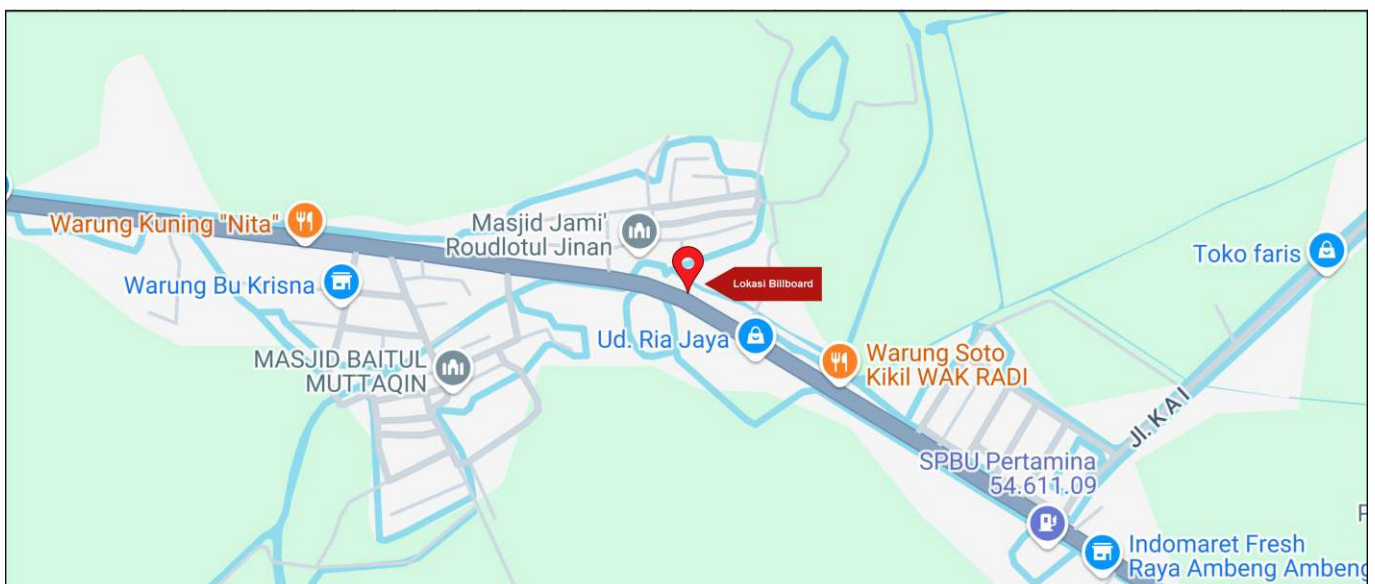 Warung Kuning "Nita"
Warung Bu Krisna
Masjid Jami'
Roudlotul Jinan
Lokasi Billboard
Toko faris
Ud. Ria Jaya
MASJID BAITUL
MUTTAQIN
Warung Soto
Kikil WAK RADI
Jl. K A I
SPBU Pertamina
54.611.09
Indomaret Fresh
Raya Ambeng Ambeng